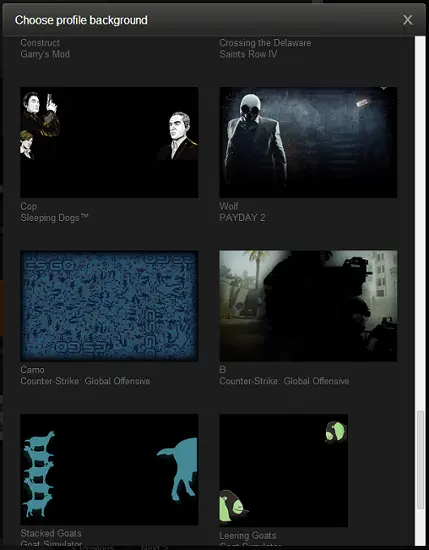 Choose profile background
X
Construct
Garry's Mod
Crossing the Delaware
Saints Row IV
Cop
Sleeping Dogs™
Wolf
PAYDAY 2
Camo
Counter-Strike: Global Offensive
B
Counter-Strike: Global Offensive
Stacked Goats
Goat Simulator
Leering Goats
Goat Simulator